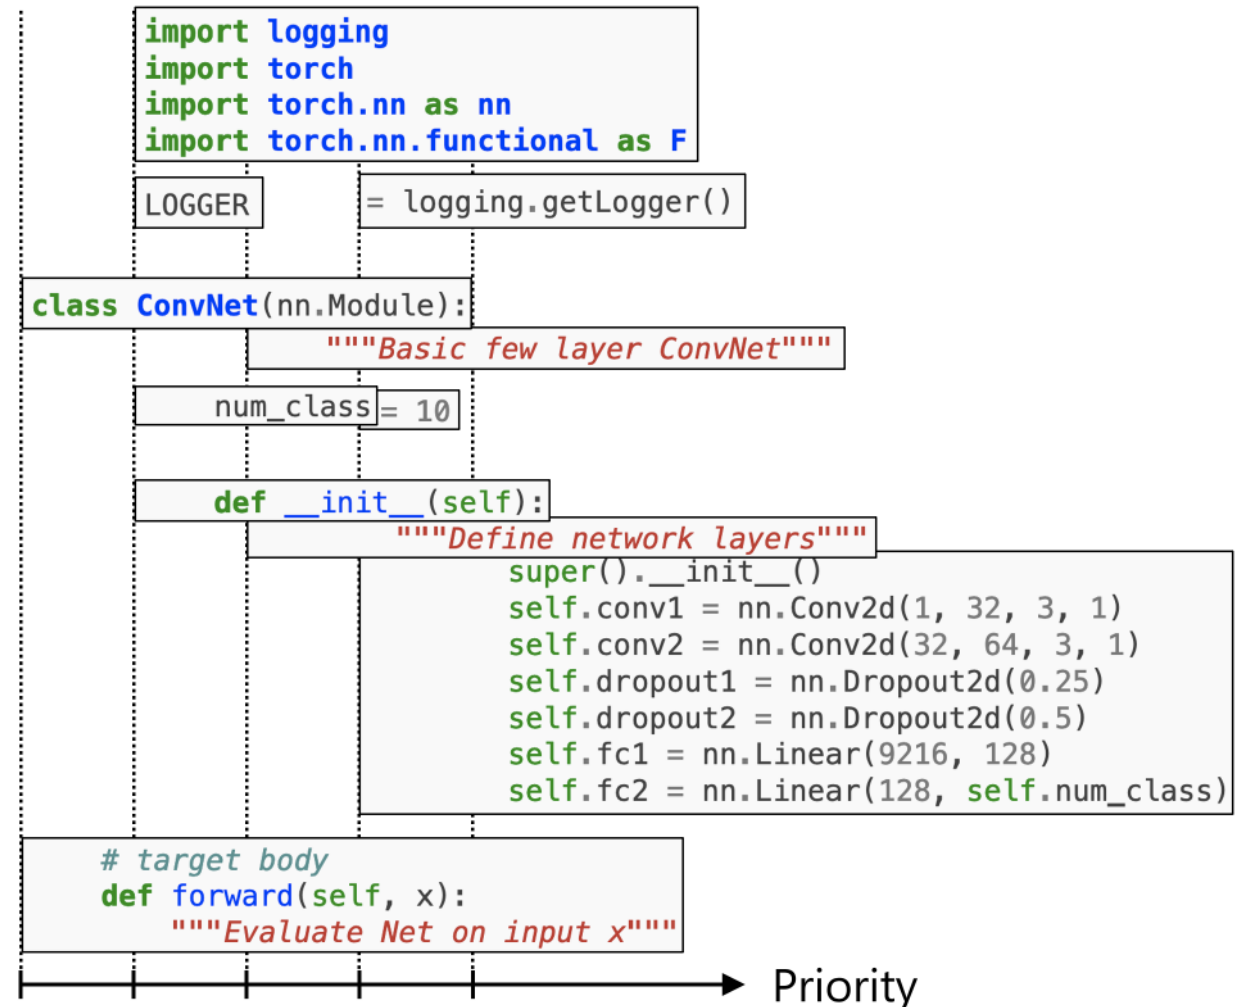 import logging
import torch
import torch.nn as nn
import torch.nn.functional as F
LOGGER = logging.getLogger()
class ConvNet(nn.Module):
"""Basic few layer ConvNet"""
num_class = 10
def __init__(self):
"""Define network layers"""
super().__init__()
self.conv1 = nn.Conv2d(1, 32, 3, 1)
self.conv2 = nn.Conv2d(32, 64, 3, 1)
self.dropout1 = nn.Dropout2d(0.25)
self.dropout2 = nn.Dropout2d(0.5)
self.fc1 = nn.Linear(9216, 128)
self.fc2 = nn.Linear(128, self.num_class)
# target body
def forward(self, x):
"""Evaluate Net on input x"""
Priority